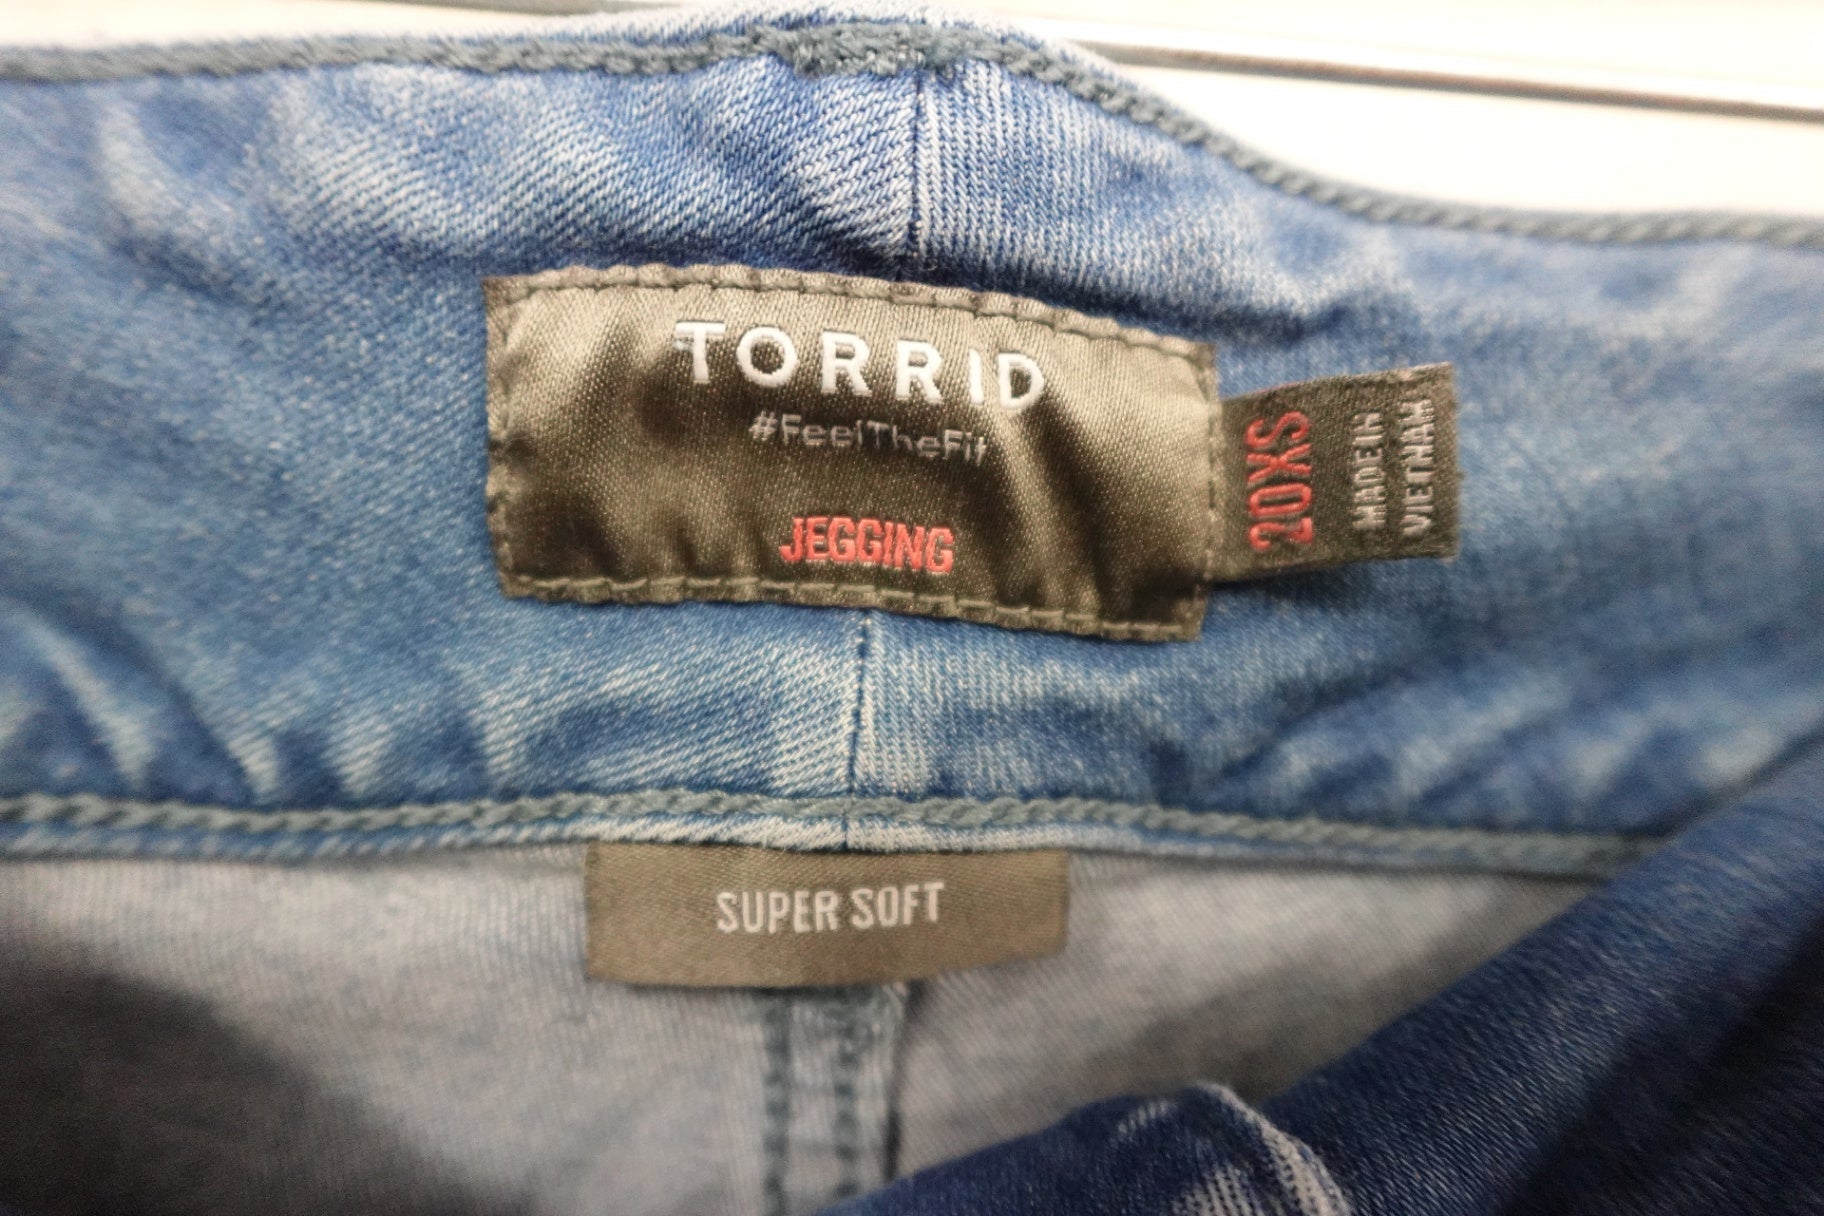 TORRID
#FeelTheFit
JEGGING
20XS
MADE IN
VIETNAM
SUPER SOFT